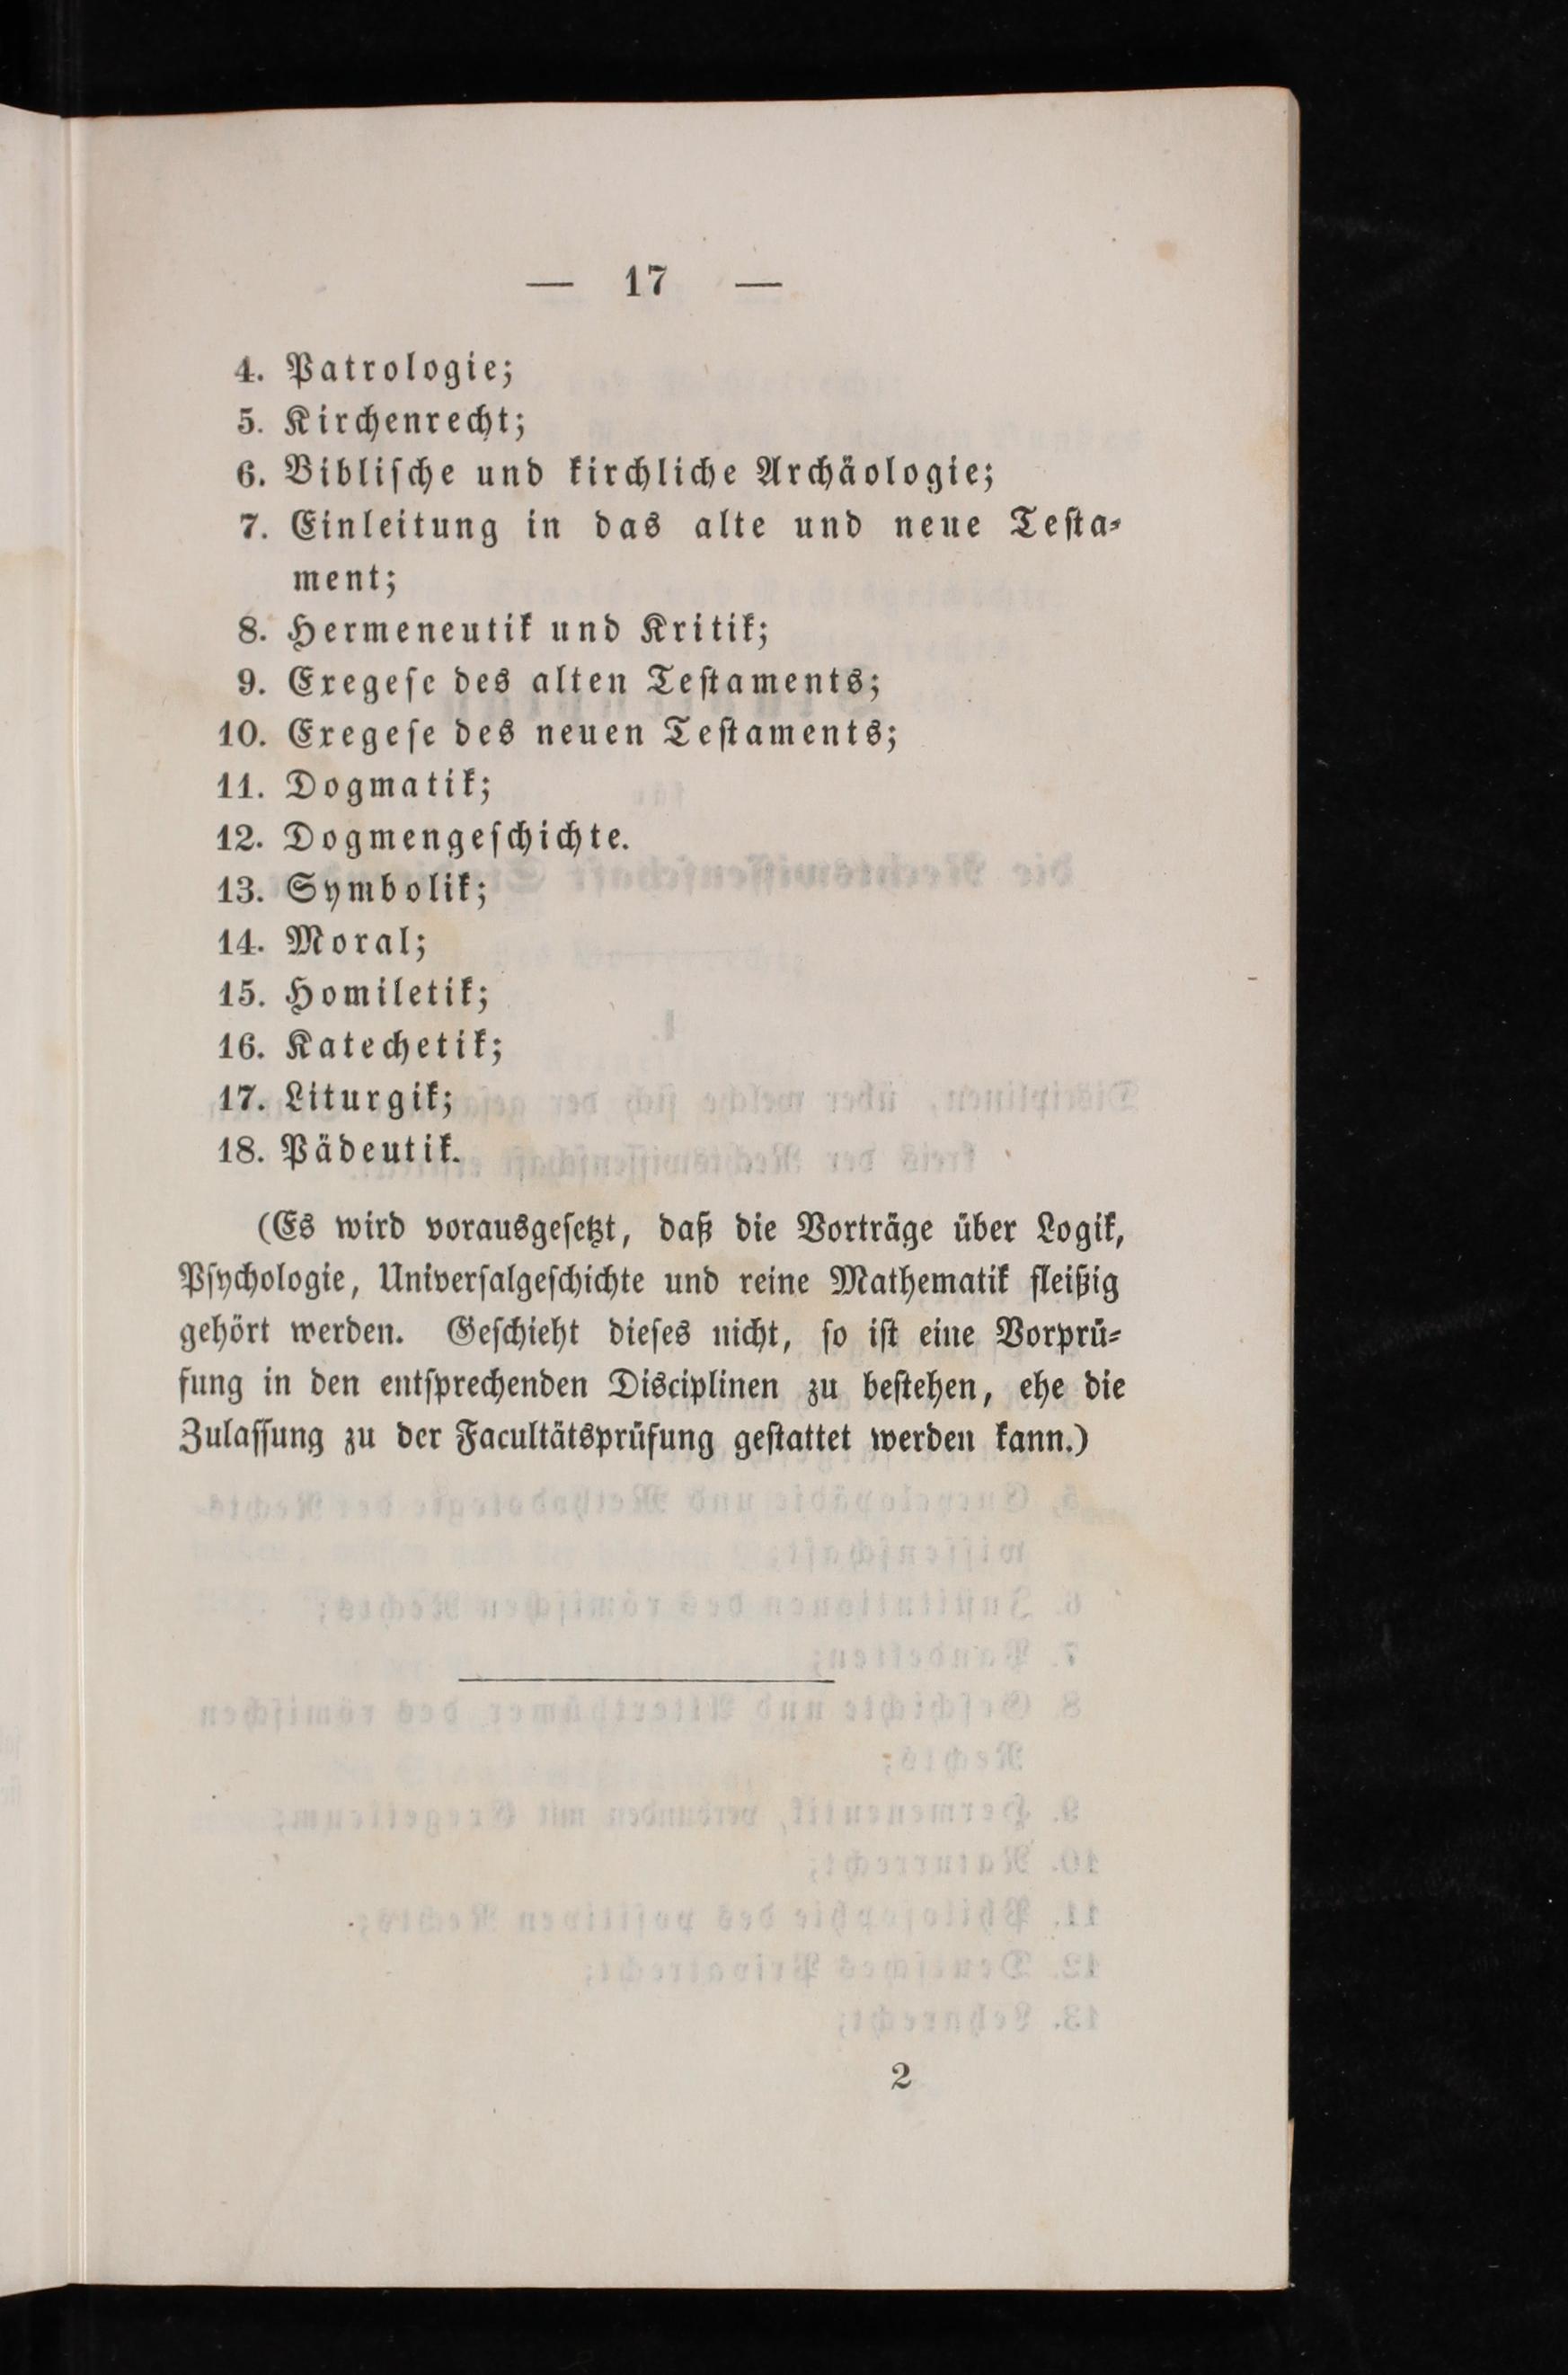 — 17 —
4. Patrologie;
5. Kirchenrecht;
6. Bibliſche und kirchliche Archäologie;
7. Einleitung in das alte und neue Teſta⸗
ment;
8. Hermeneutik und Kritik;
9. Exegeſe des alten Teſtaments;
10. Exegeſe des neuen Teſtaments;
11. Dogmatik;
12. Dogmengeſchichte.
13. Symbolik;
14. Moral;
15. Homiletik;
16. Katechetik;
17. Liturgik;
18. Pädeutik.
(Es wird vorausgeſetzt, daß die Vorträge über Logik,
Pſychologie, Univerſalgeſchichte und reine Mathematik fleißig
gehört werden. Geſchieht dieſes nicht, ſo iſt eine Vorprü⸗
fung in den entſprechenden Disciplinen zu beſtehen, ehe die
Zulaſſung zu der Facultätsprüfung geſtattet werden kann.)
2